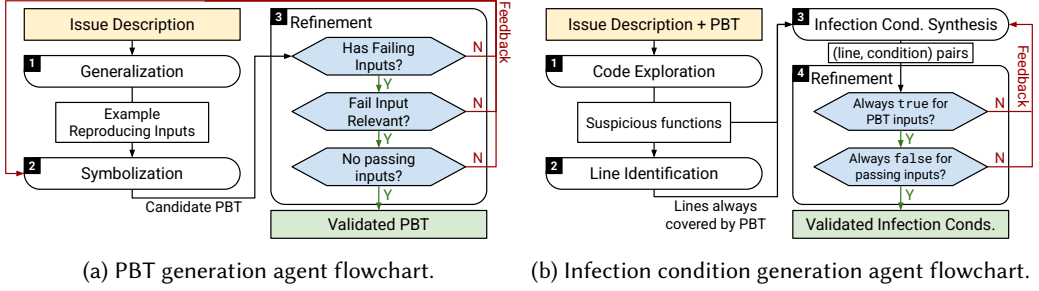 Issue Description
1
Generalization
Example
Reproducing Inputs
2
Symbolization
Candidate PBT
3
Refinement
Has Failing
Inputs?
N
Y
Fail Input
Relevant?
N
Y
No passing
inputs?
N
Y
Feedback
Validated PBT
(a) PBT generation agent flowchart.
Issue Description + PBT
1
Code Exploration
Suspicious functions
2
Line Identification
Lines always
covered by PBT
3
Infection Cond. Synthesis
(line, condition) pairs
4
Refinement
Always true for
PBT inputs?
N
Y
Always false for
passing inputs?
N
Y
Feedback
Validated Infection Conds.
(b) Infection condition generation agent flowchart.